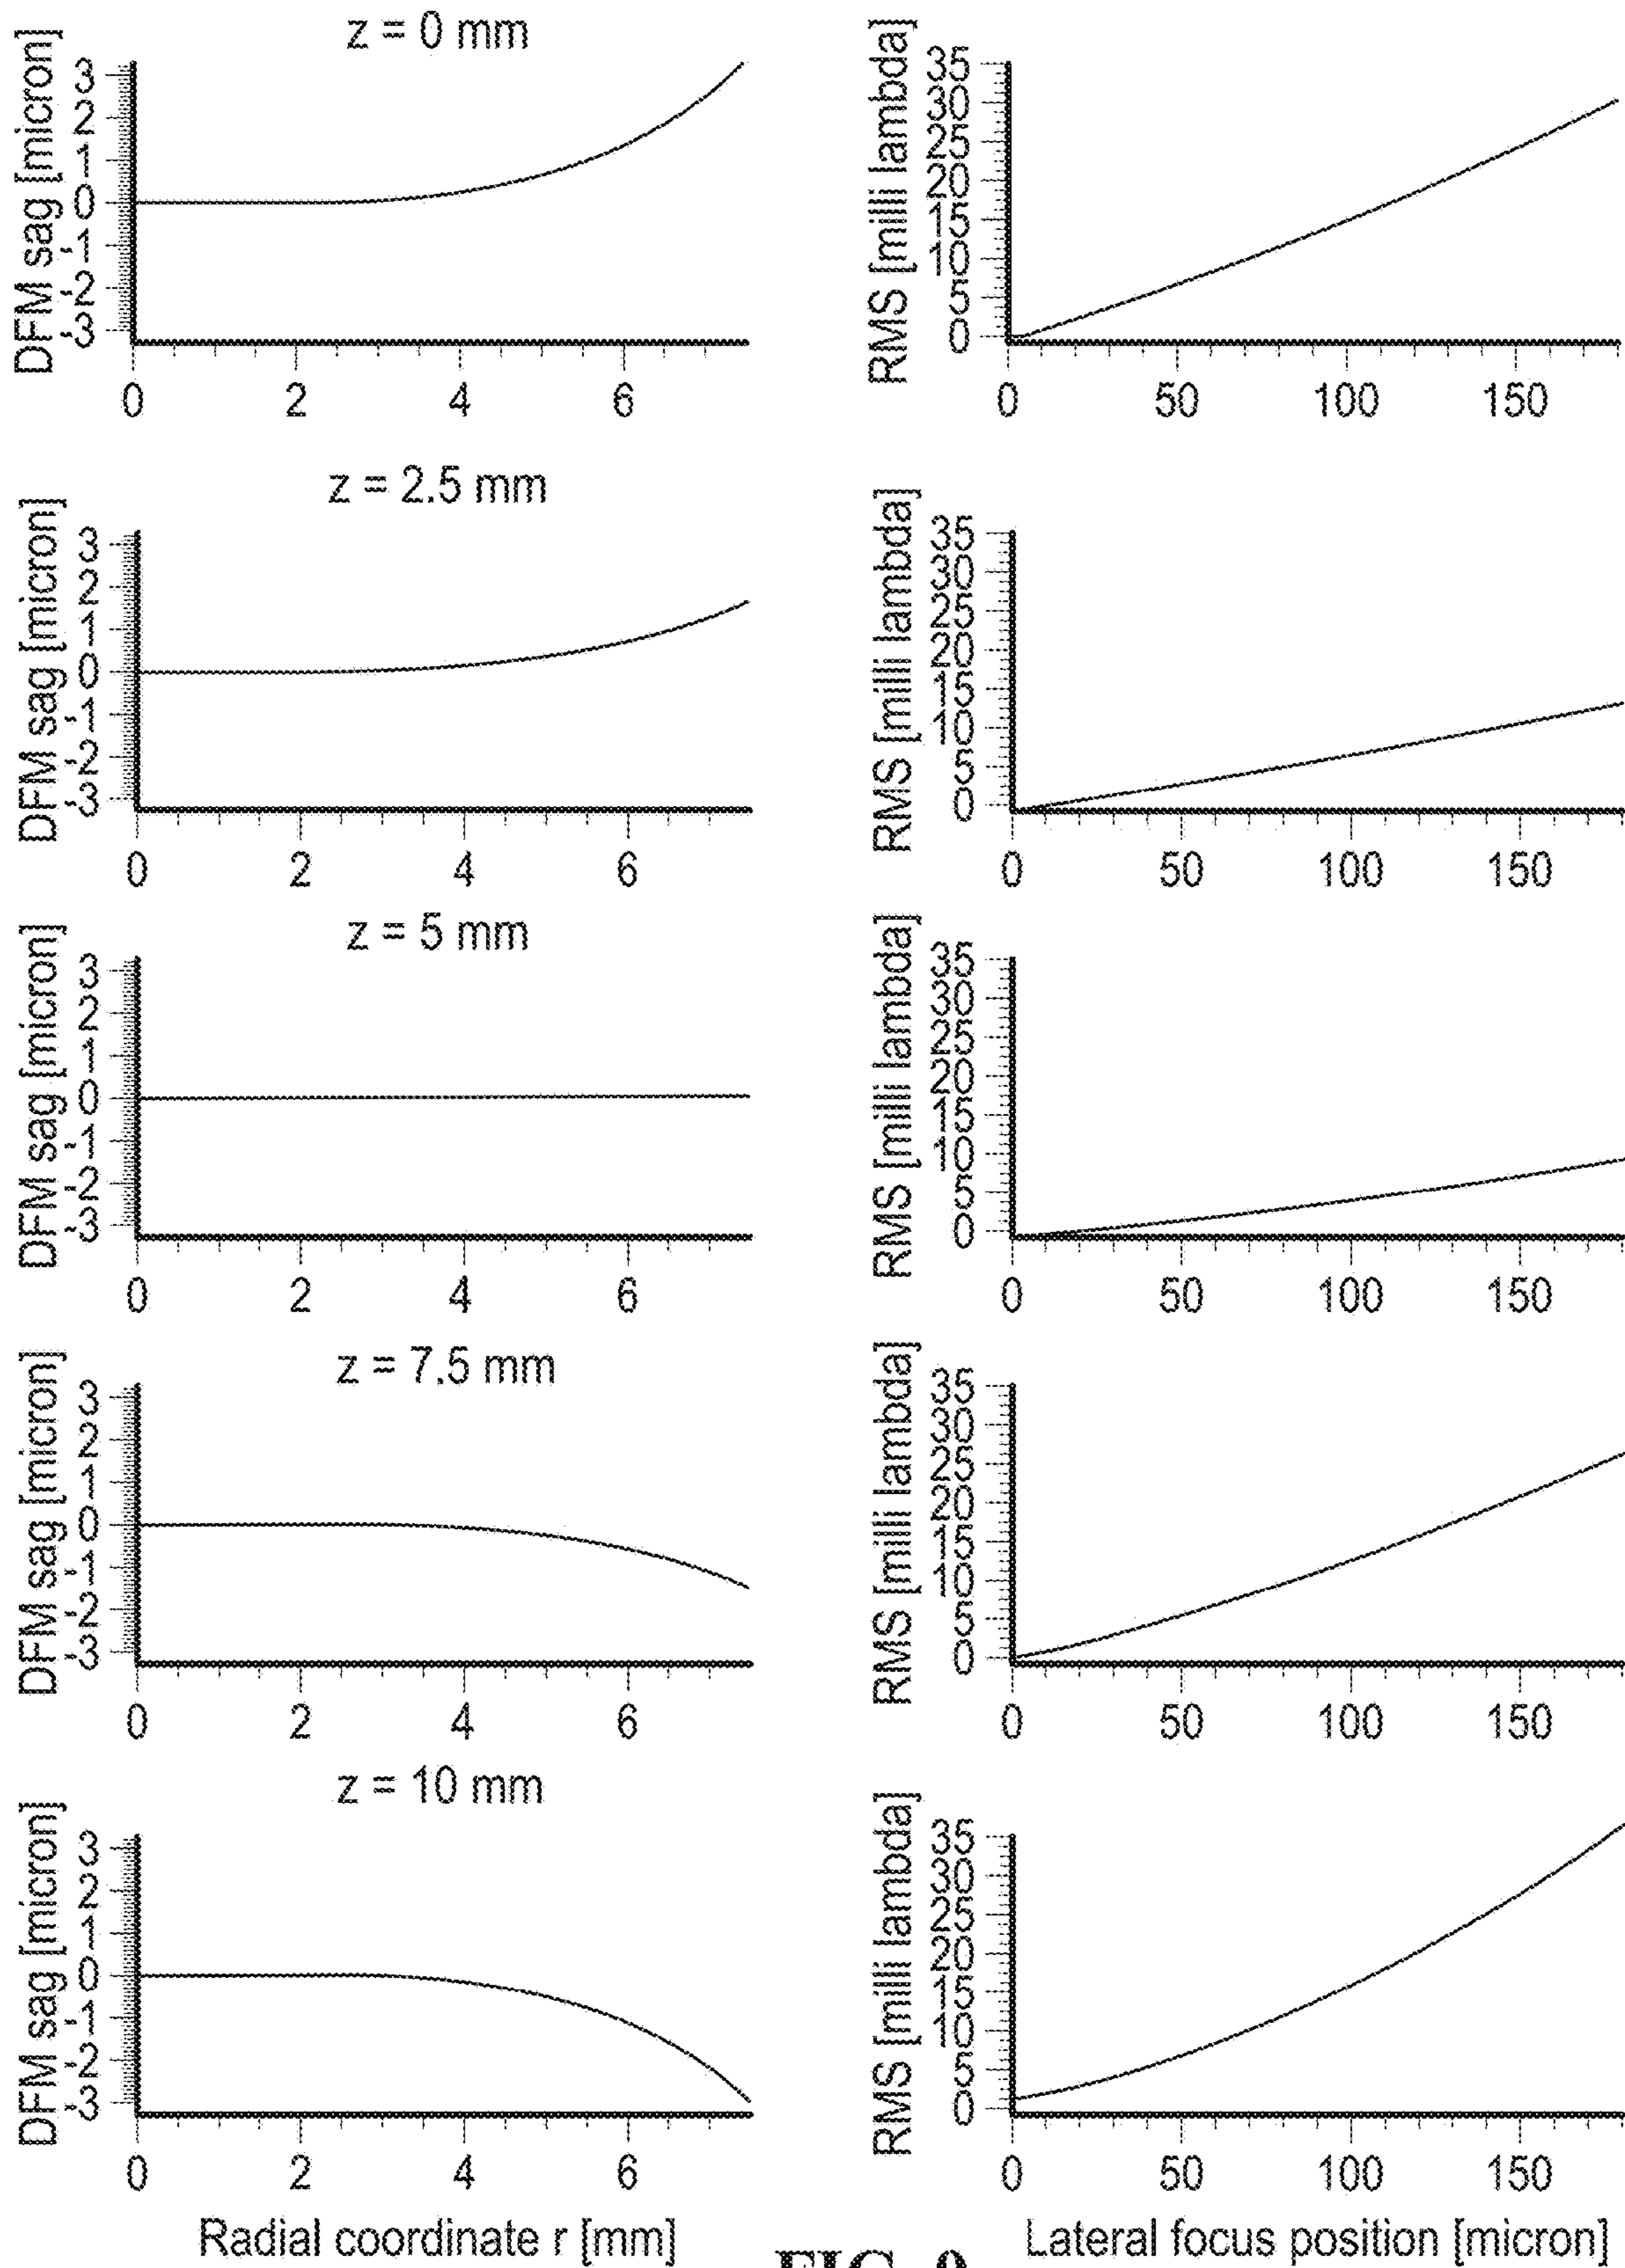 z = 0 mm
DFM sag [micron]
3
2
1
0
-1
-2
-3
0 2 4 6
RMS [milli lambda]
35
30
25
20
15
10
5
0
0 50 100 150
z = 2.5 mm
DFM sag [micron]
3
2
1
0
-1
-2
-3
0 2 4 6
RMS [milli lambda]
35
30
25
20
15
10
5
0
0 50 100 150
z = 5 mm
DFM sag [micron]
3
2
1
0
-1
-2
-3
0 2 4 6
RMS [milli lambda]
35
30
25
20
15
10
5
0
0 50 100 150
z = 7.5 mm
DFM sag [micron]
3
2
1
0
-1
-2
-3
0 2 4 6
RMS [milli lambda]
35
30
25
20
15
10
5
0
0 50 100 150
z = 10 mm
DFM sag [micron]
3
2
1
0
-1
-2
-3
0 2 4 6
Radial coordinate r [mm]
RMS [milli lambda]
35
30
25
20
15
10
5
0
0 50 100 150
Lateral focus position [micron]